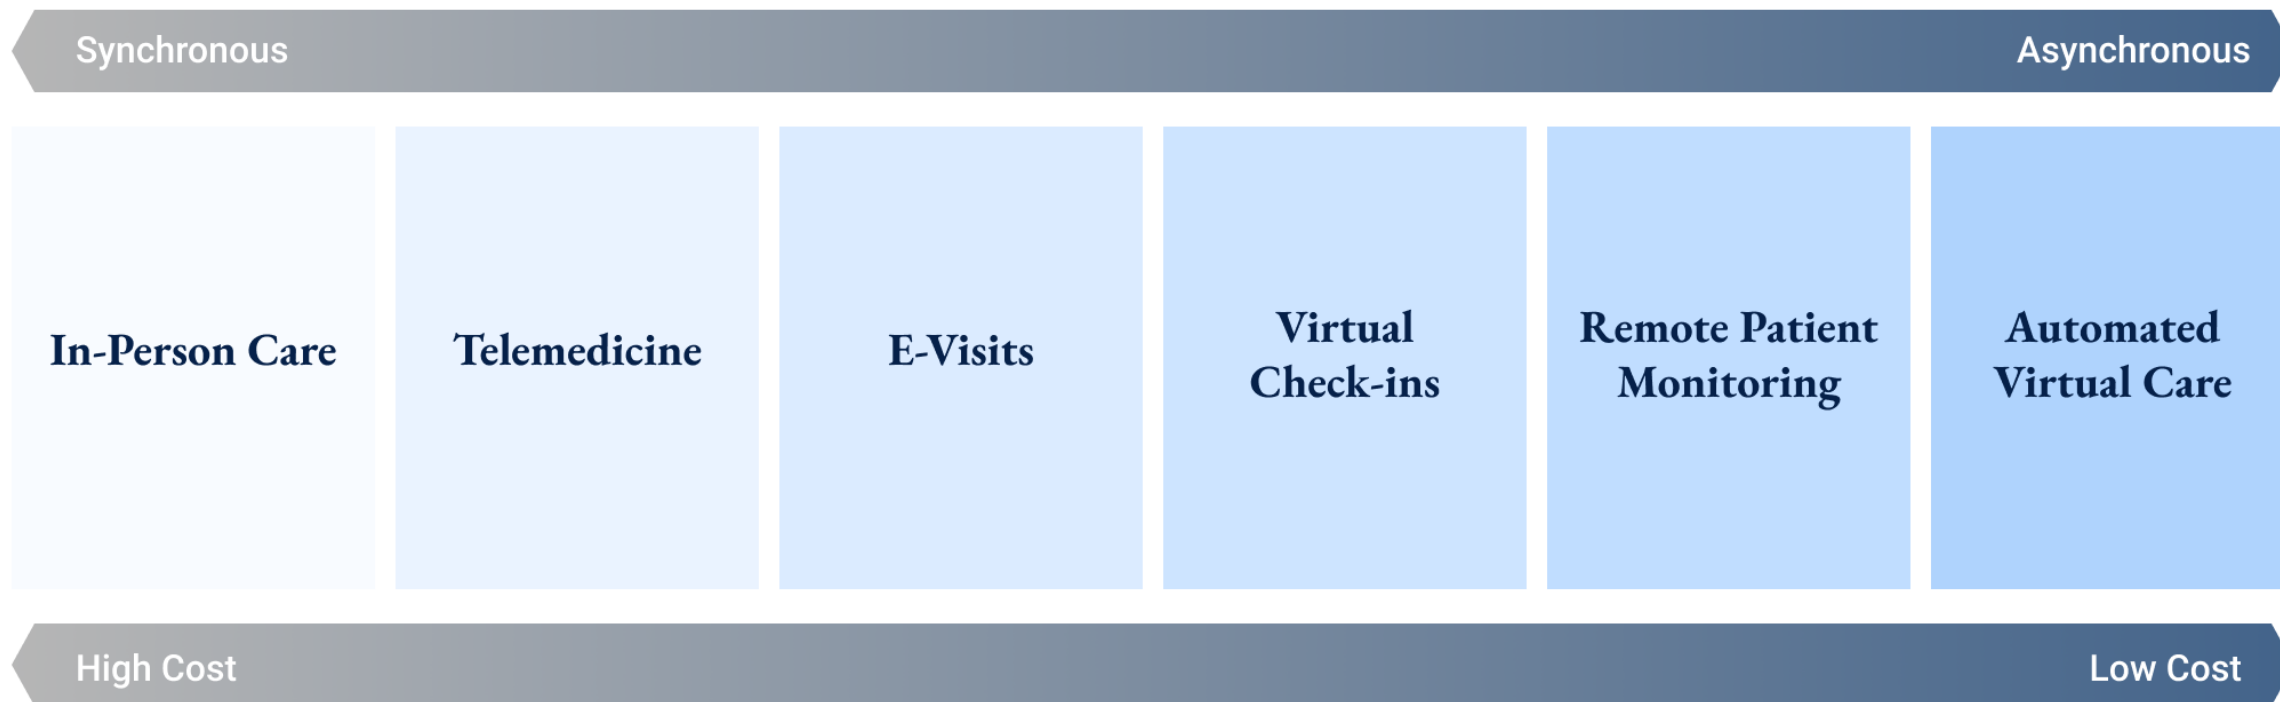 Synchronous
Asynchronous
In-Person Care
Telemedicine
E-Visits
Virtual
Check-ins
Remote Patient
Monitoring
Automated
Virtual Care
High Cost
Low Cost